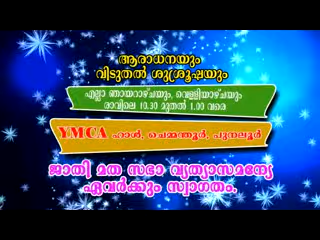 ആരാധനയും
വിടുതൽ ശുശ്രൂഷയും
എല്ലാ ഞായറാഴ്ചയും, വെള്ളിയാഴ്ചയും
രാവിലെ 10.30 മുതൽ 1.00 വരെ
YMCA ഹാൾ, ചെമ്മന്തൂർ, പുനലൂർ
ജാതി മത സഭാ വ്യത്യാസമന്യേ
ഏവർക്കും സ്വാഗതം.